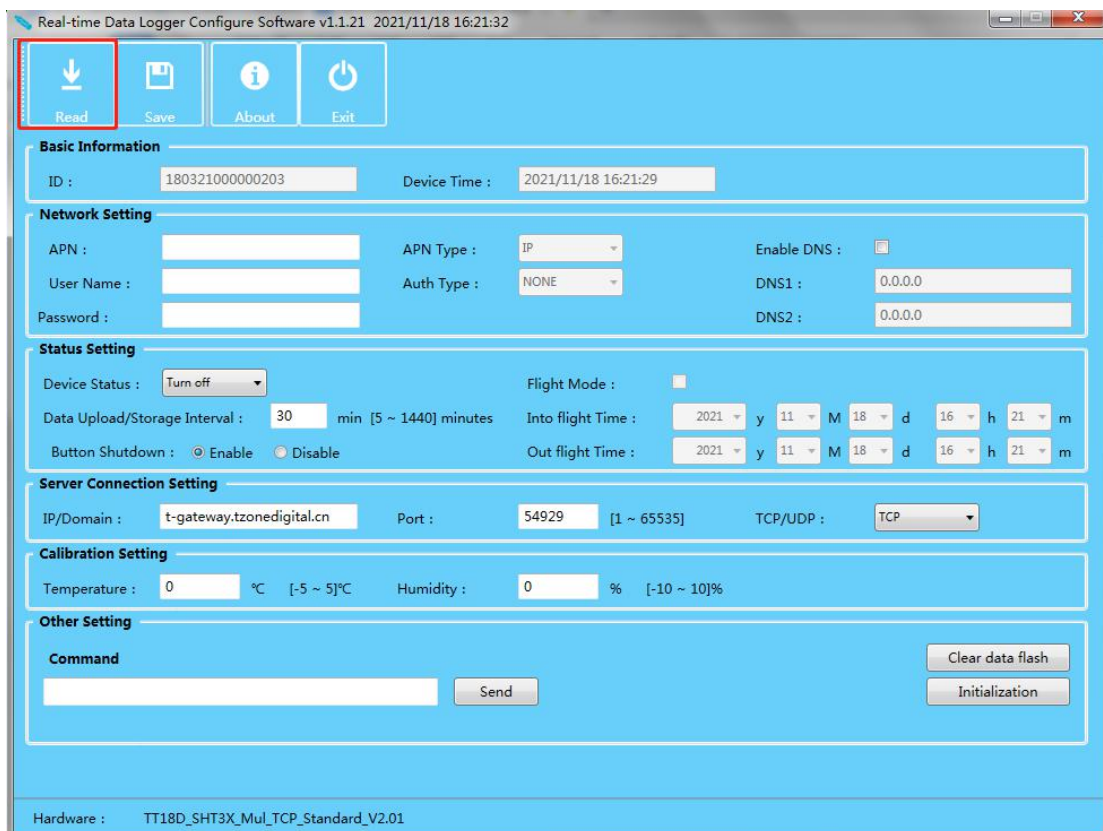 Real-time Data Logger Configure Software v1.1.21 2021/11/18 16:21:32
Read Save About Exit
Basic Information
ID : 180321000000203 Device Time : 2021/11/18 16:21:29
Network Setting
APN : APN Type : IP Enable DNS :
User Name : Auth Type : NONE DNS1 : 0.0.0.0
Password : DNS2 : 0.0.0.0
Status Setting
Device Status : Turn off Flight Mode :
Data Upload/Storage Interval : 30 min [5 ~ 1440] minutes Into flight Time : 2021 y 11 M 18 d 16 h 21 m
Button Shutdown : Enable Disable Out flight Time : 2021 y 11 M 18 d 16 h 21 m
Server Connection Setting
IP/Domain : t-gateway.tzonedigital.cn Port : 54929 [1 ~ 65535] TCP/UDP : TCP
Calibration Setting
Temperature : 0 ℃ [-5 ~ 5]℃ Humidity : 0 % [-10 ~ 10]%
Other Setting
Command Clear data flash
Send Initialization
Hardware : TT18D_SHT3X_Mul_TCP_Standard_V2.01